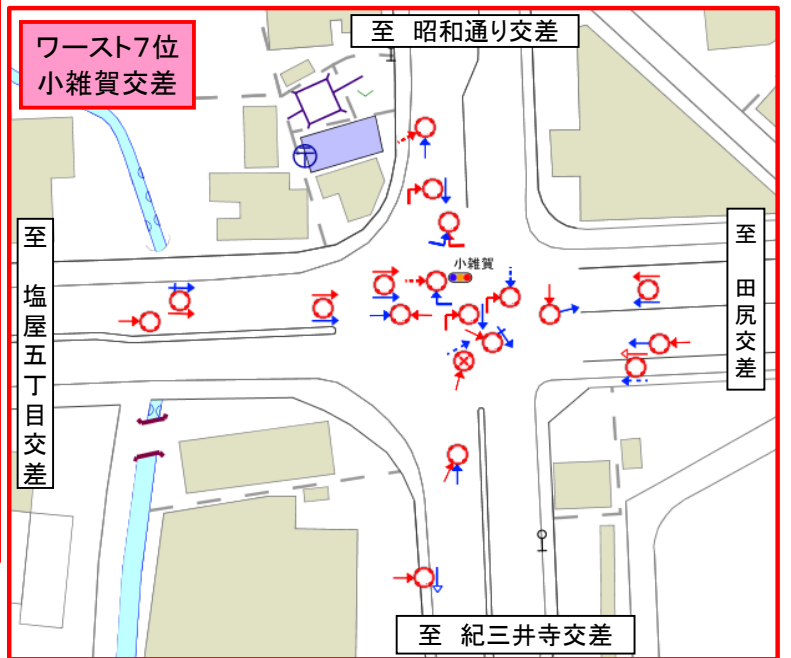 ワースト7位
小雑賀交差
至 昭和通り交差
至 塩屋五丁目交差
小雑賀
至 田尻交差
至 紀三井寺交差